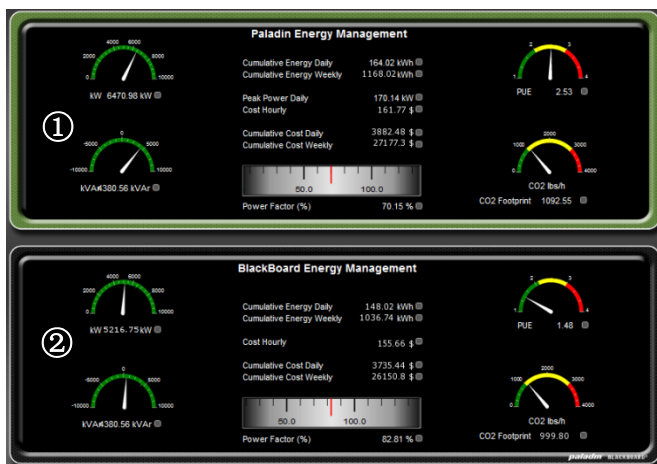 Paladin Energy Management
0 2000 4000 6000 8000 10000
kW 6470.98 kW
①
-10000 -5000 0 5000 10000
kVAr4380.56 kVAr
Cumulative Energy Daily 164.02 kWh
Cumulative Energy Weekly 1168.02kWh
Peak Power Daily 170.14 kW
Cost Hourly 161.77 $
Cumulative Cost Daily 3882.48 $
Cumulative Cost Weekly 27177.3 $
50.0 100.0
Power Factor (%) 70.15 %
1 2 3 4
PUE 2.53
0 1000 2000 3000 4000
CO2 lbs/h
CO2 Footprint 1092.55
BlackBoard Energy Management
0 2000 4000 6000 8000 10000
kW 5216.75kW
②
-10000 -5000 0 5000 10000
kVAr4380.56 kVAr
Cumulative Energy Daily 148.02 kWh
Cumulative Energy Weekly 1036.74 kWh
Cost Hourly 155.66 $
Cumulative Cost Daily 3735.44 $
Cumulative Cost Weekly 26150.8 $
50.0 100.0
Power Factor (%) 82.81 %
1 2 3 4
PUE 1.48
0 1000 2000 3000 4000
CO2 lbs/h
CO2 Footprint 999.80
paladin BLACKBOARD